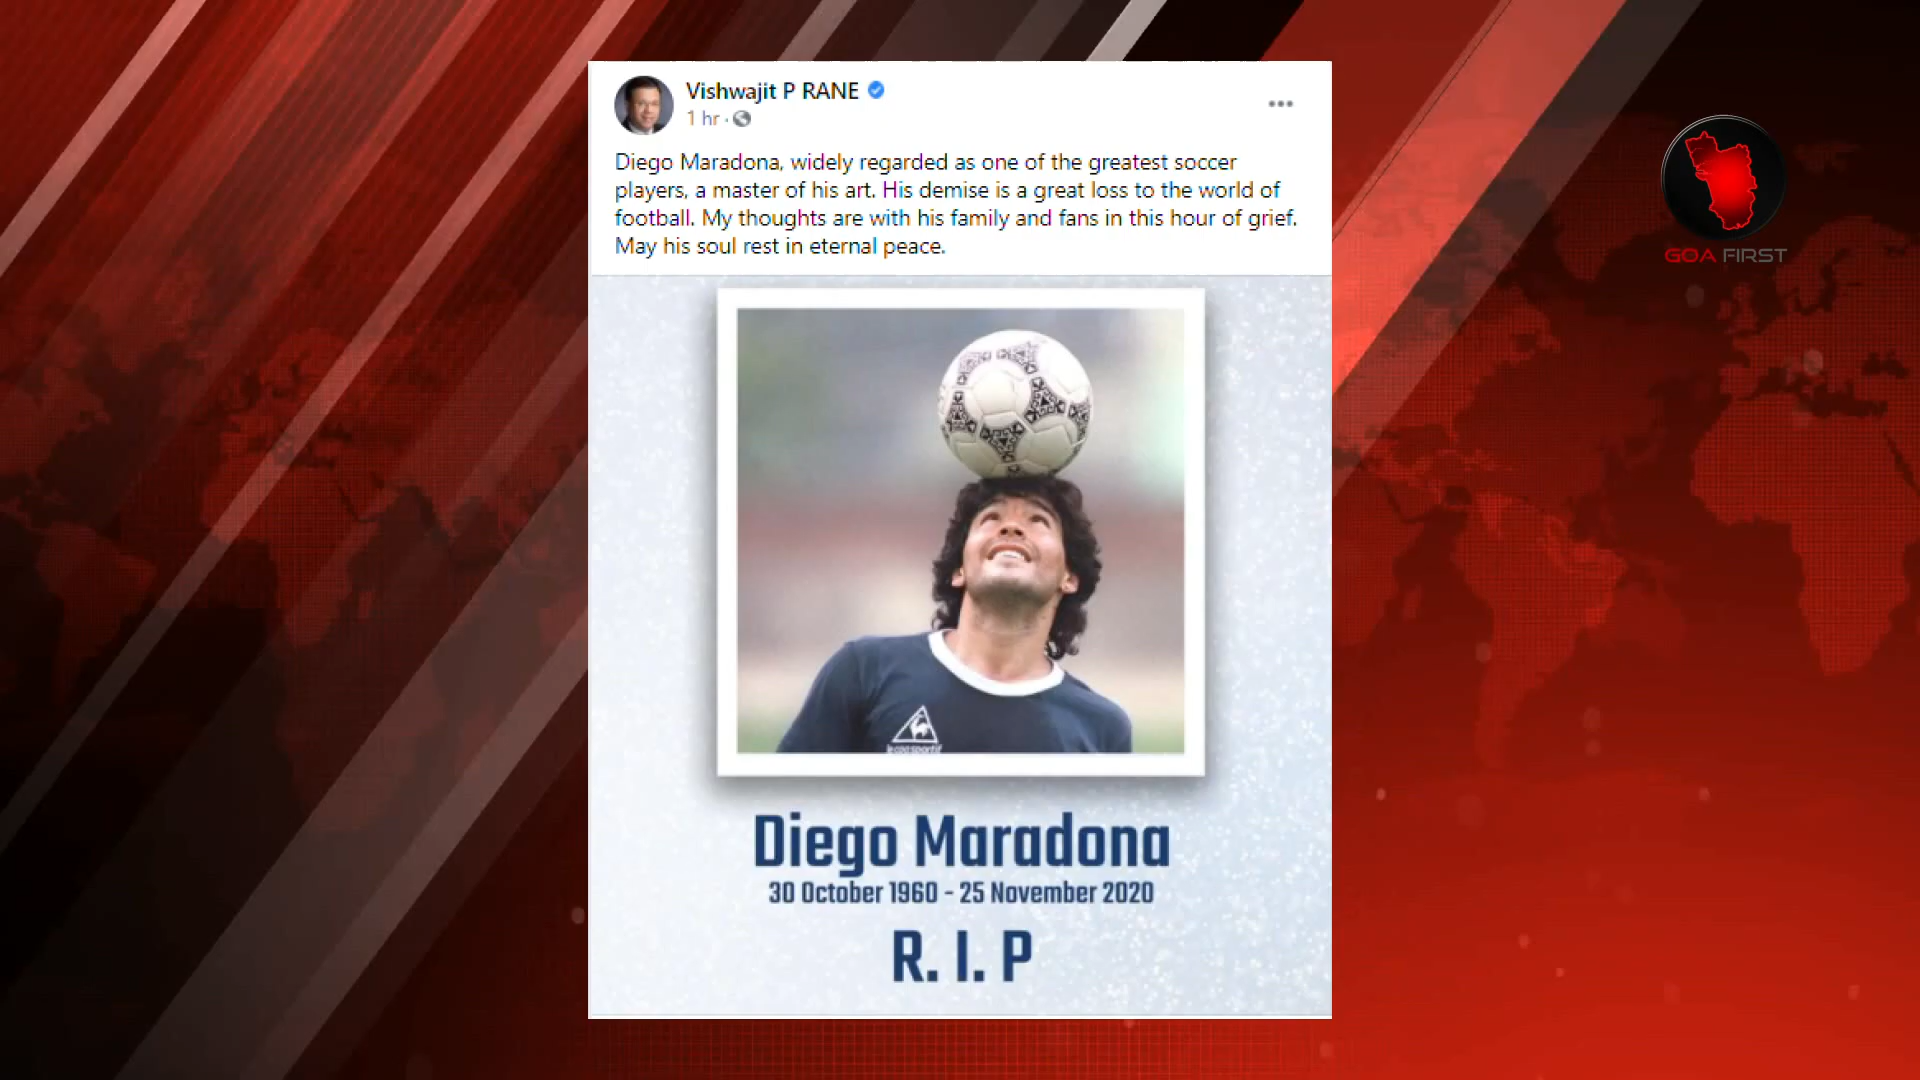 Vishwajit P RANE
1 hr ·
Diego Maradona, widely regarded as one of the greatest soccer
players, a master of his art. His demise is a great loss to the world of
football. My thoughts are with his family and fans in this hour of grief.
May his soul rest in eternal peace.
GOA FIRST
le coq sportif
Diego Maradona
30 October 1960 - 25 November 2020
R. I. P